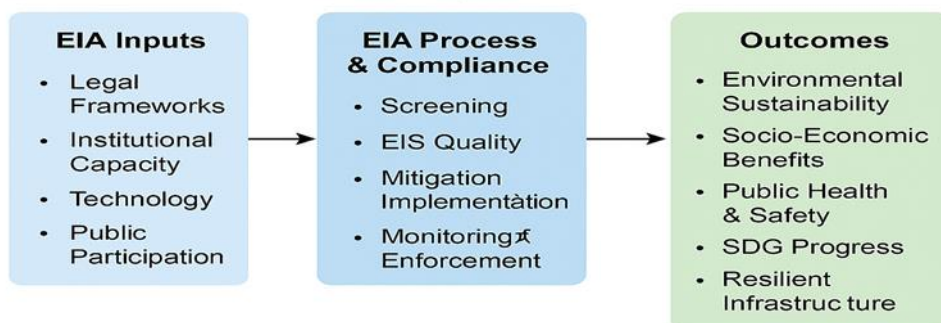 EIA Inputs
• Legal
Frameworks
• Institutional
Capacity
• Technology
• Public
Participation
EIA Process
& Compliance
• Screening
• EIS Quality
• Mitigation
Implementàtion
• Monitoring
Enforcement
Outcomes
• Environmental
Sustainability
• Socio-Economic
Benefits
• Public Health
& Safety
• SDG Progress
• Resilient
Infrastruc ture